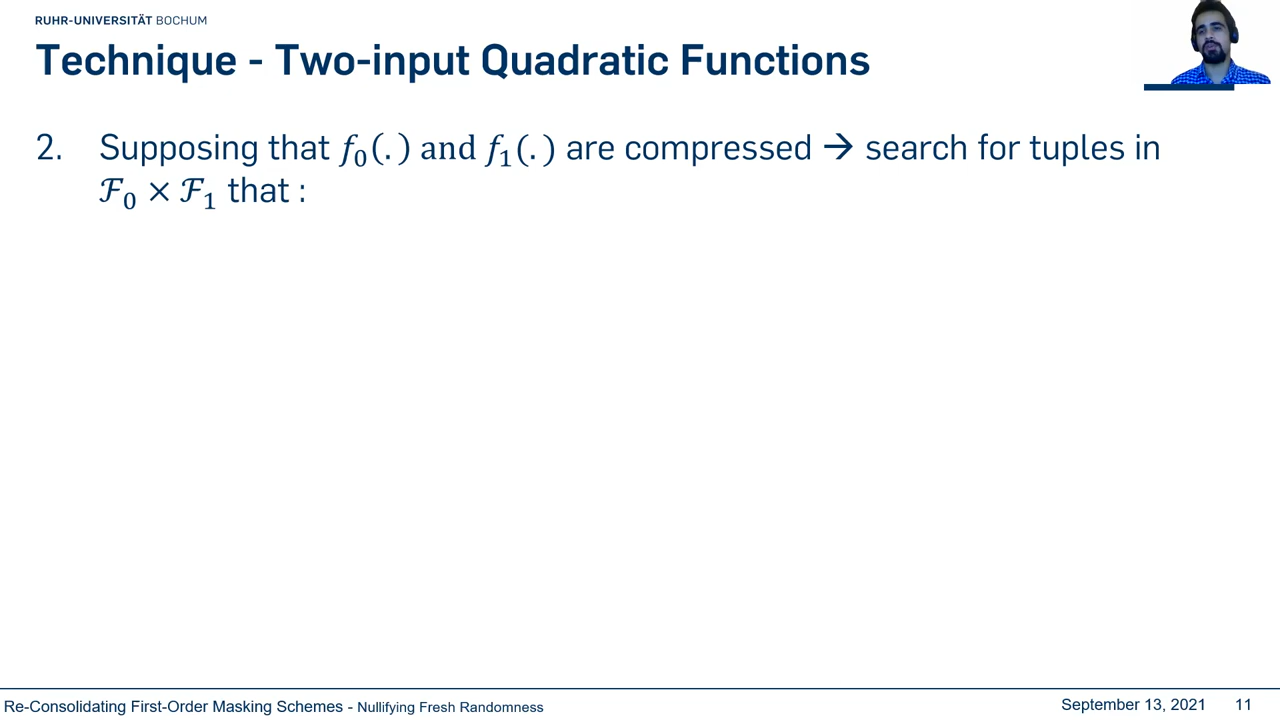 RUHR-UNIVERSITÄT BOCHUM
Technique - Two-input Quadratic Functions
2. Supposing that 𝑓₀(. ) and 𝑓₁(. ) are compressed → search for tuples in
ℱ₀ × ℱ₁ that :
Re-Consolidating First-Order Masking Schemes - Nullifying Fresh Randomness
September 13, 2021 11